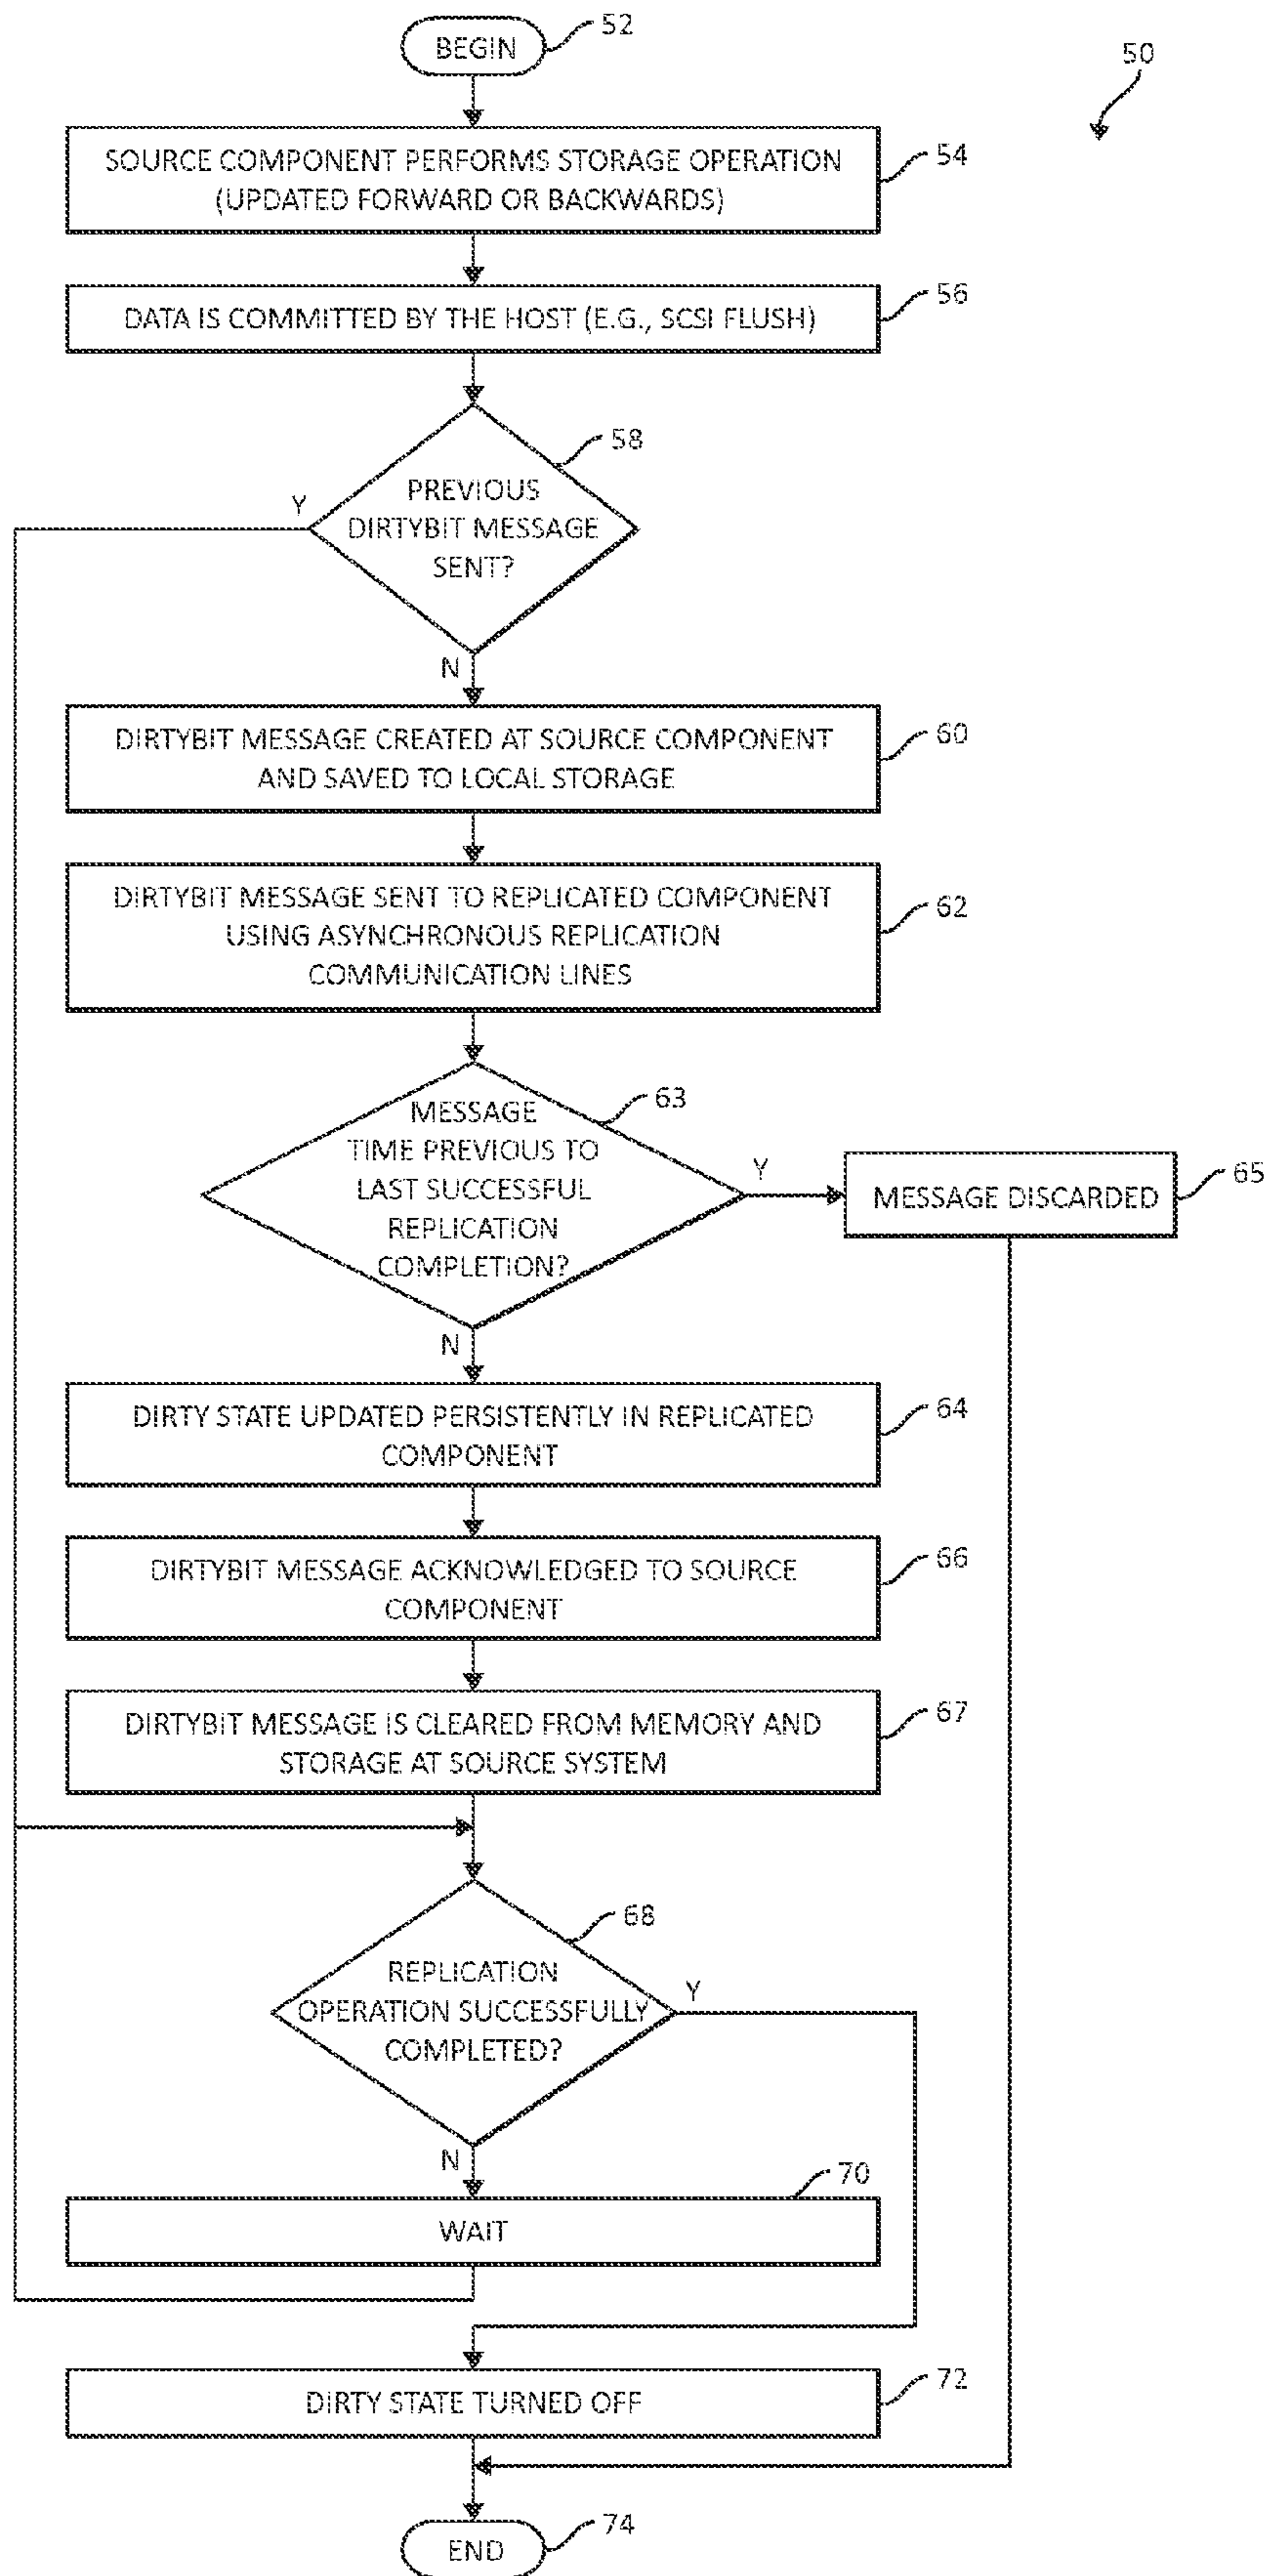 BEGIN
52
50
SOURCE COMPONENT PERFORMS STORAGE OPERATION
(UPDATED FORWARD OR BACKWARDS)
54
DATA IS COMMITTED BY THE HOST (E.G., SCSI FLUSH)
56
58
Y
PREVIOUS
DIRTYBIT MESSAGE
SENT?
N
DIRTYBIT MESSAGE CREATED AT SOURCE COMPONENT
AND SAVED TO LOCAL STORAGE
60
DIRTYBIT MESSAGE SENT TO REPLICATED COMPONENT
USING ASYNCHRONOUS REPLICATION
COMMUNICATION LINES
62
63
MESSAGE
TIME PREVIOUS TO
LAST SUCCESSFUL
REPLICATION
COMPLETION?
Y
MESSAGE DISCARDED
65
N
DIRTY STATE UPDATED PERSISTENTLY IN REPLICATED
COMPONENT
64
DIRTYBIT MESSAGE ACKNOWLEDGED TO SOURCE
COMPONENT
66
DIRTYBIT MESSAGE IS CLEARED FROM MEMORY AND
STORAGE AT SOURCE SYSTEM
67
68
REPLICATION
OPERATION SUCCESSFULLY
COMPLETED?
Y
N
70
WAIT
DIRTY STATE TURNED OFF
72
END
74